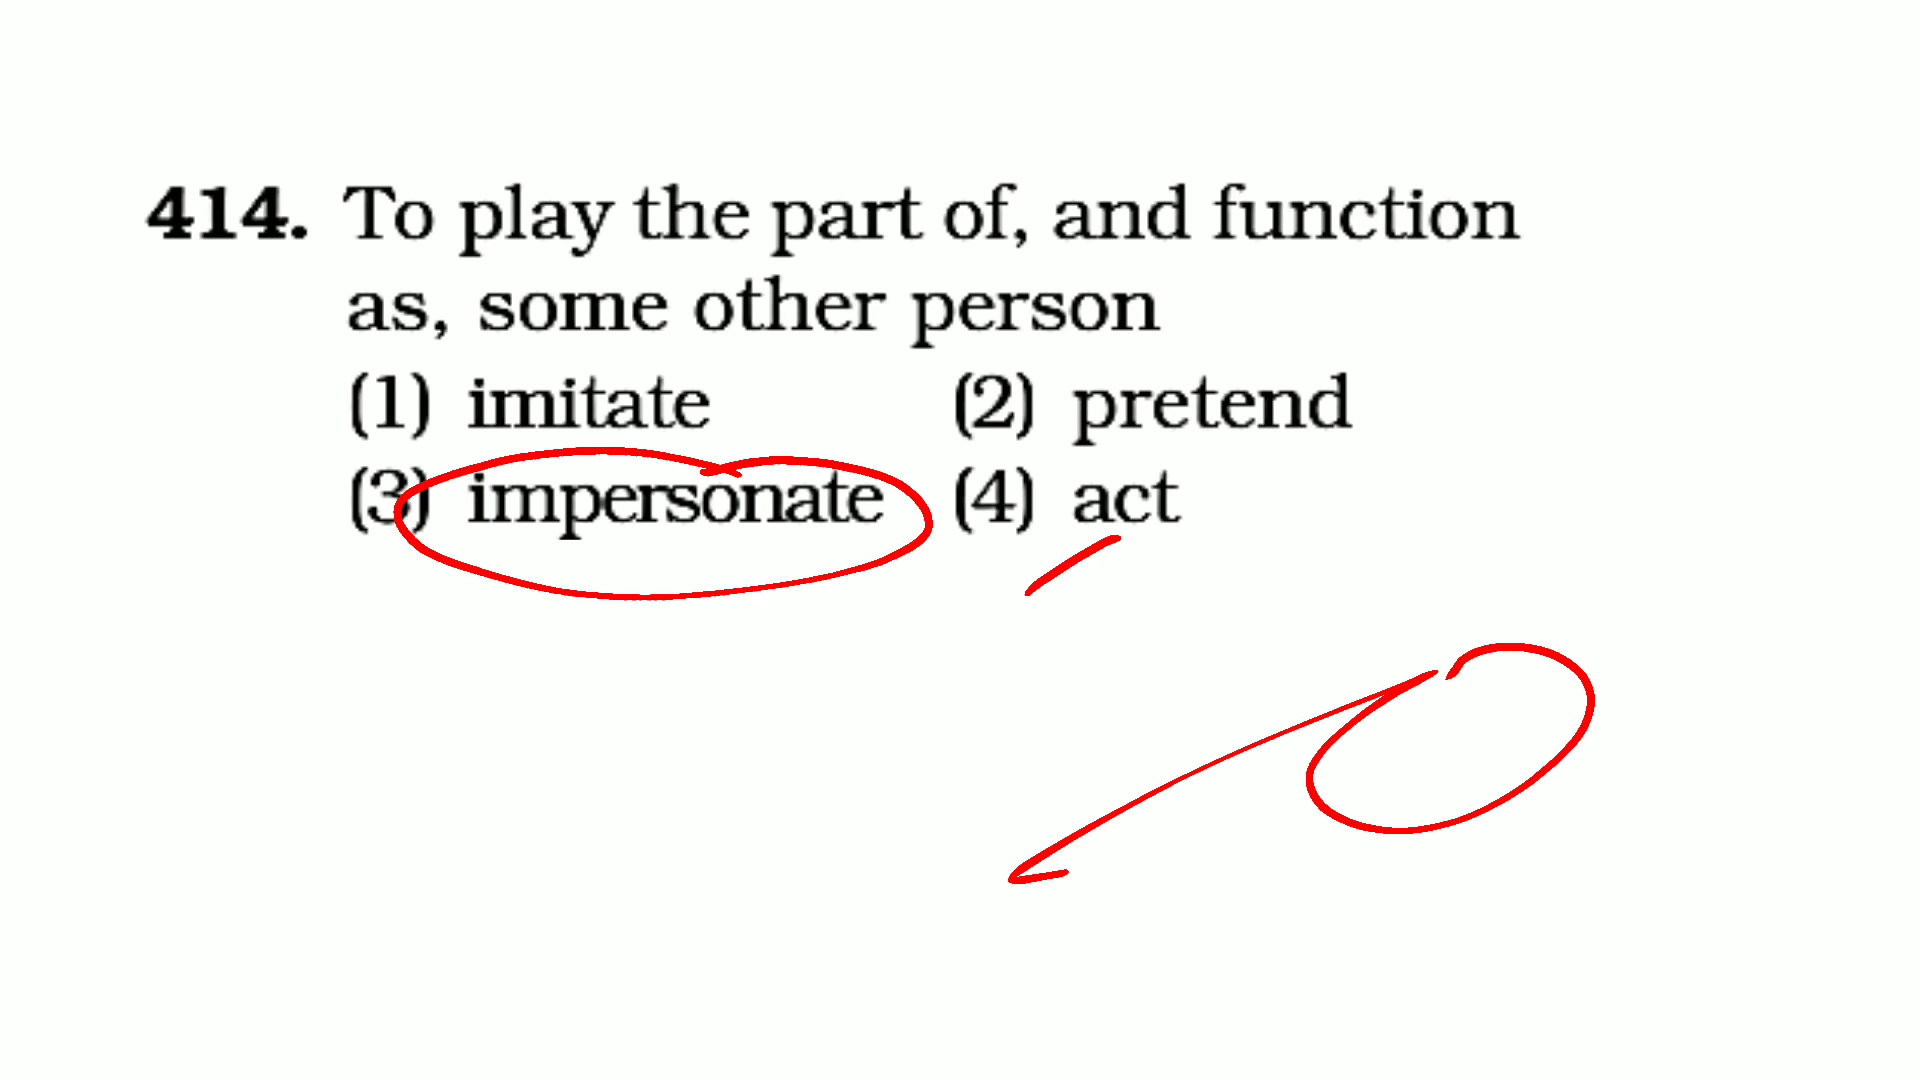 414. To play the part of, and function
as, some other person
(1) imitate (2) pretend
(3) impersonate (4) act